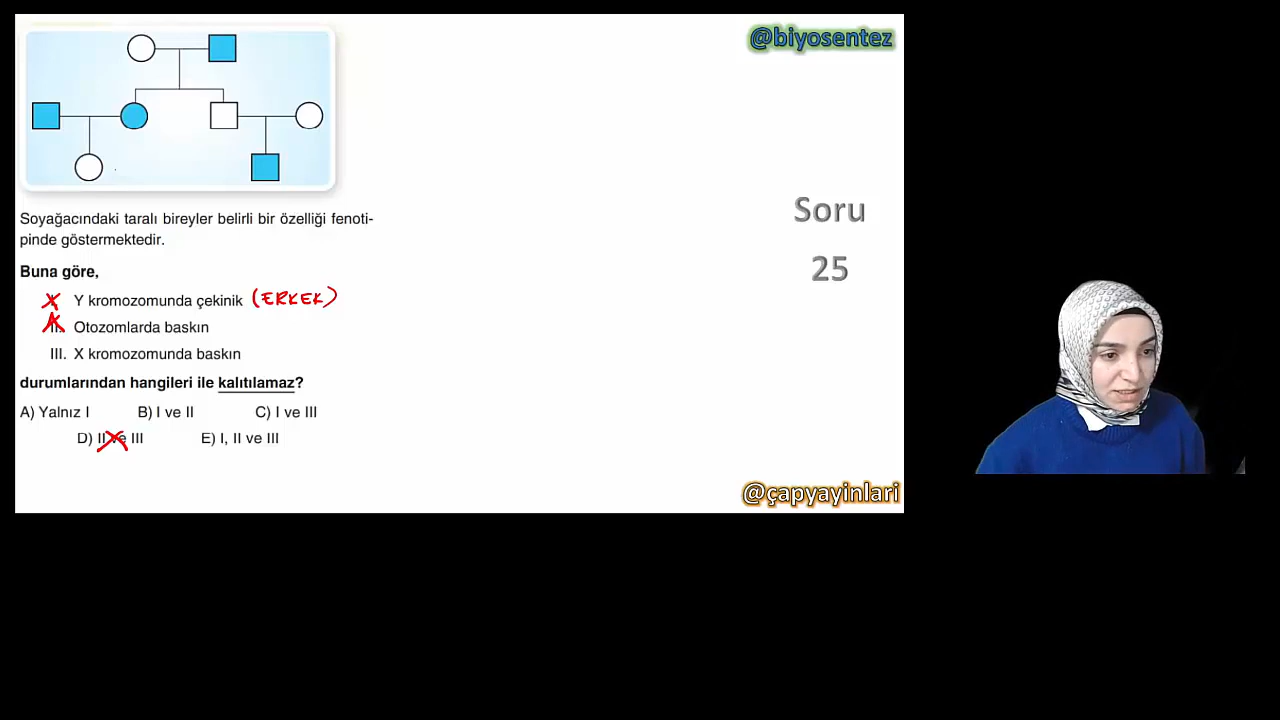 @biyosentez
Soru
25
Soyağacındaki taralı bireyler belirli bir özelliği fenoti-
pinde göstermektedir.
Buna göre,
Y kromozomunda çekinik (ERKEK)
II. Otozomlarda baskın
III. X kromozomunda baskın
durumlarından hangileri ile kalıtılamaz?
A) Yalnız I B) I ve II C) I ve III
D) II ve III E) I, II ve III
@çapyayinlari